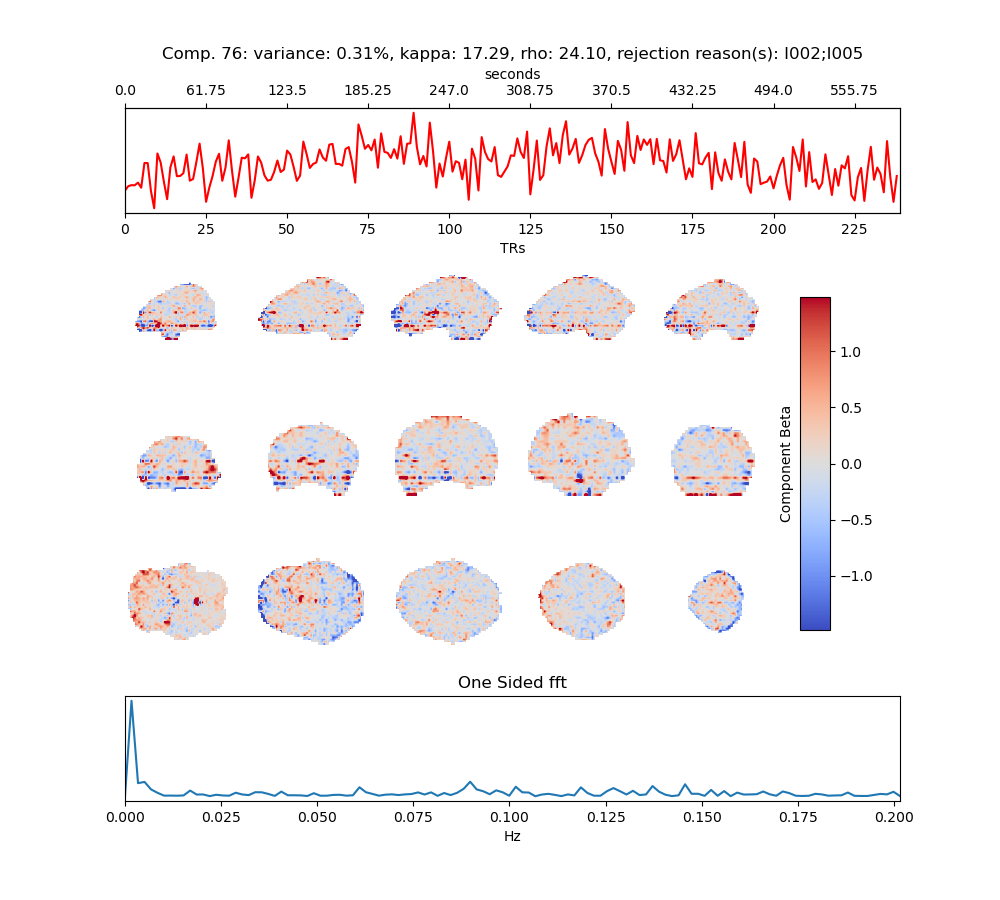 Comp. 76: variance: 0.31%, kappa: 17.29, rho: 24.10, rejection reason(s): I002;I005
seconds
0.0 61.75 123.5 185.25 247.0 308.75 370.5 432.25 494.0 555.75
0 25 50 75 100 125 150 175 200 225
TRs
1.0
0.5
0.0
−0.5
−1.0
Component Beta
One Sided fft
0.000 0.025 0.050 0.075 0.100 0.125 0.150 0.175 0.200
Hz